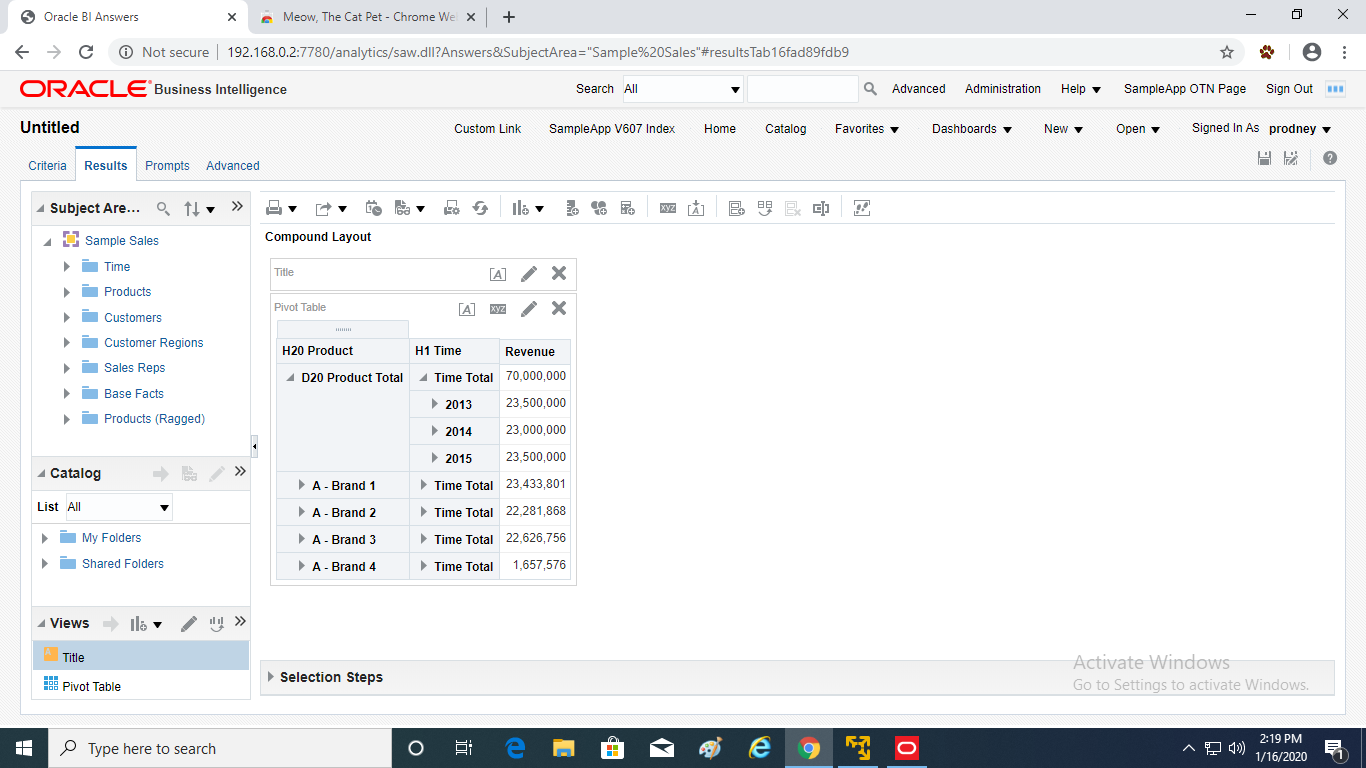 Oracle BI Answers
Meow, The Cat Pet - Chrome We
Not secure
192.168.0.2:7780/analytics/saw.dll?Answers&SubjectArea="Sample%20Sales"#resultsTab16fad89fdb9
ORACLE Business Intelligence
Search All Advanced Administration Help SampleApp OTN Page Sign Out
Untitled
Custom Link SampleApp V607 Index Home Catalog Favorites Dashboards New Open Signed In As prodney
Criteria Results Prompts Advanced
Subject Are...
Sample Sales
Time
Products
Customers
Customer Regions
Sales Reps
Base Facts
Products (Ragged)
Catalog
List All
My Folders
Shared Folders
Views
Title
Pivot Table
xyz A
Compound Layout
Title A
Pivot Table A xyz
H20 Product H1 Time Revenue
D20 Product Total Time Total 70,000,000
2013 23,500,000
2014 23,000,000
2015 23,500,000
A - Brand 1 Time Total 23,433,801
A - Brand 2 Time Total 22,281,868
A - Brand 3 Time Total 22,626,756
A - Brand 4 Time Total 1,657,576
Selection Steps
Activate Windows
Go to Settings to activate Windows.
Type here to search
2:19 PM
1/16/2020
1